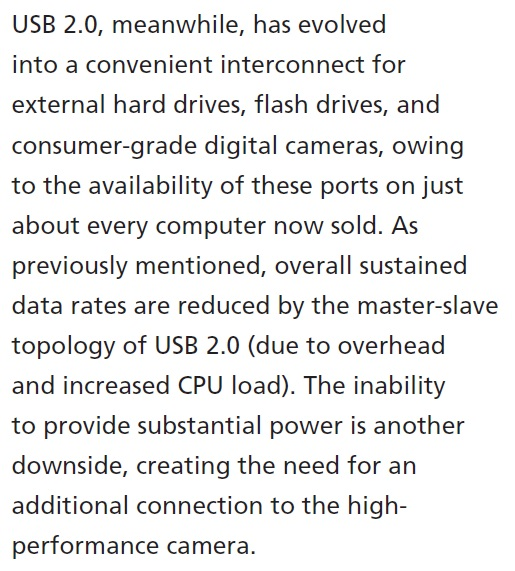 USB 2.0, meanwhile, has evolved
into a convenient interconnect for
external hard drives, flash drives, and
consumer-grade digital cameras, owing
to the availability of these ports on just
about every computer now sold. As
previously mentioned, overall sustained
data rates are reduced by the master-slave
topology of USB 2.0 (due to overhead
and increased CPU load). The inability
to provide substantial power is another
downside, creating the need for an
additional connection to the high-
performance camera.